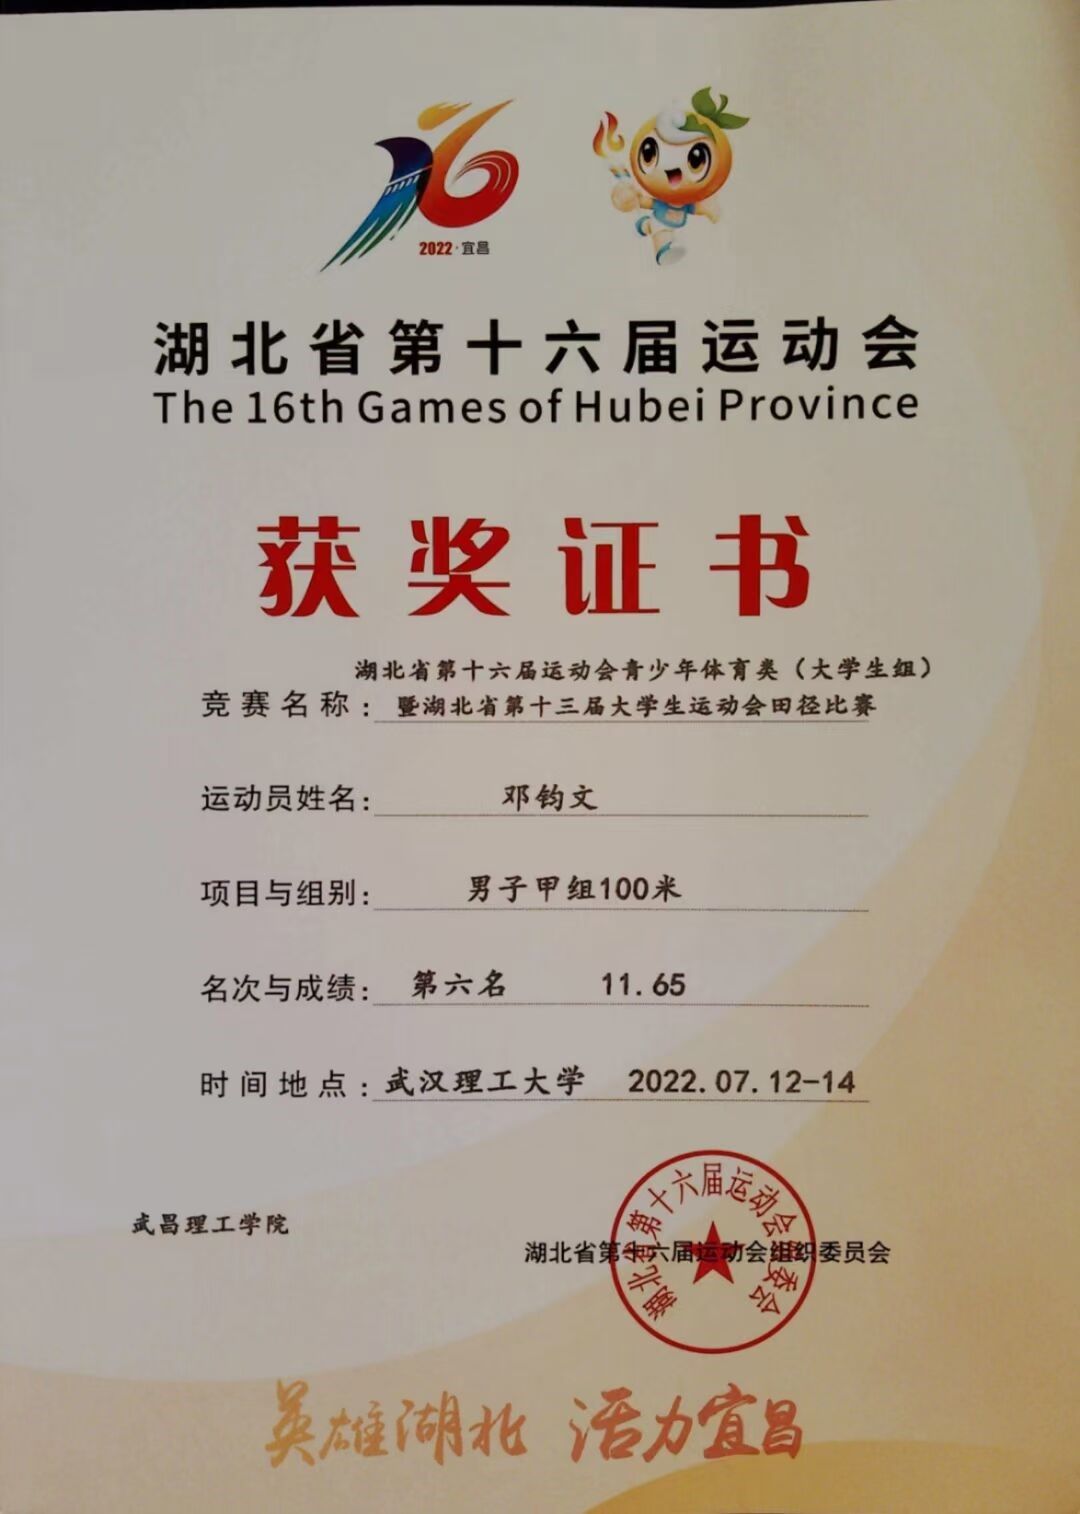 2022·宜昌
湖北省第十六届运动会
The 16th Games of Hubei Province
获奖证书
湖北省第十六届运动会青少年体育类（大学生组）
竞赛名称：暨湖北省第十三届大学生运动会田径比赛
运动员姓名：邓钧文
项目与组别：男子甲组100米
名次与成绩：第六名 11.65
时间地点：武汉理工大学 2022.07.12-14
武昌理工学院
湖北省第十六届运动会组织委员会
湖北省第十六届运动会组委会
英雄湖北 活力宜昌